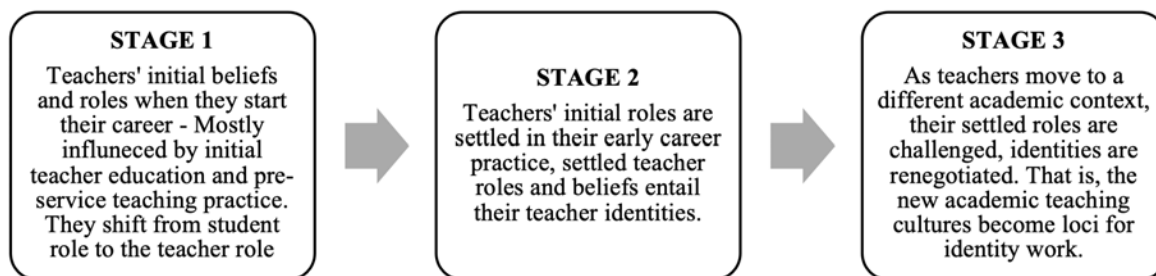 STAGE 1
Teachers' initial beliefs
and roles when they start
their career - Mostly
influneced by initial
teacher education and pre-
service teaching practice.
They shift from student
role to the teacher role
STAGE 2
Teachers' initial roles are
settled in their early career
practice, settled teacher
roles and beliefs entail
their teacher identities.
STAGE 3
As teachers move to a
different academic context,
their settled roles are
challenged, identities are
renegotiated. That is, the
new academic teaching
cultures become loci for
identity work.